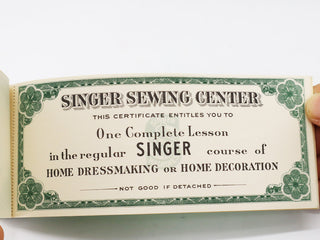 SINGER SEWING CENTER
THIS CERTIFICATE ENTITLES YOU TO
One Complete Lesson
in the regular SINGER course of
HOME DRESSMAKING OR HOME DECORATION
NOT GOOD IF DETACHED